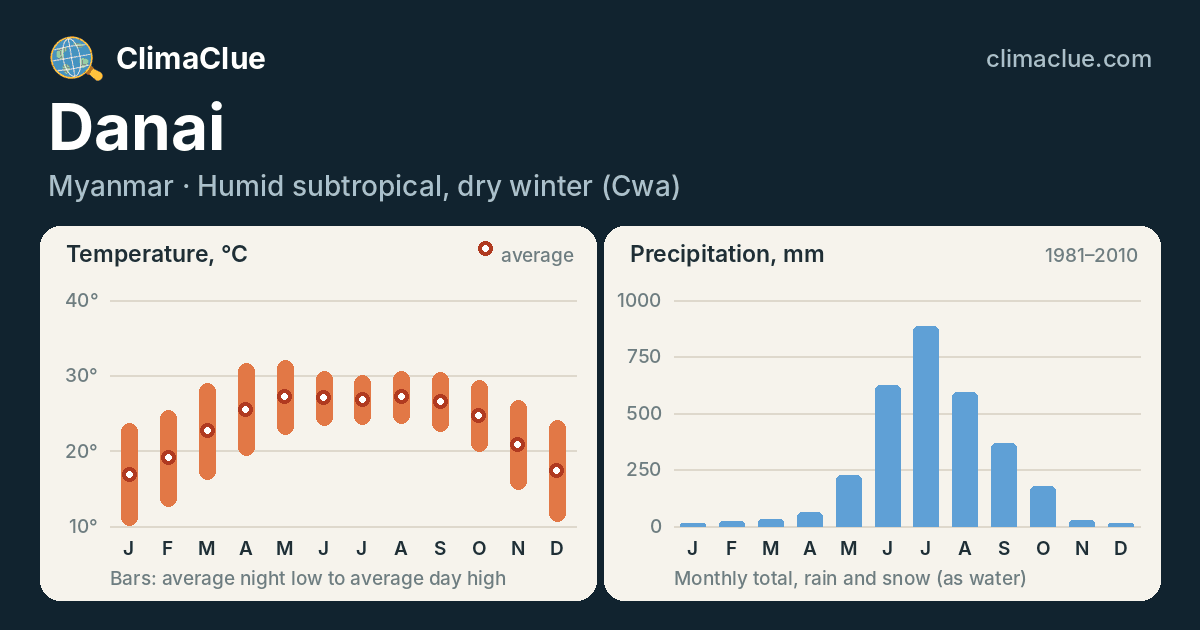 ClimaClue
climaclue.com
Danai
Myanmar · Humid subtropical, dry winter (Cwa)
Temperature, °C
average
40°
30°
20°
10°
J F M A M J J A S O N D
Bars: average night low to average day high
Precipitation, mm
1981–2010
1000
750
500
250
0
J F M A M J J A S O N D
Monthly total, rain and snow (as water)